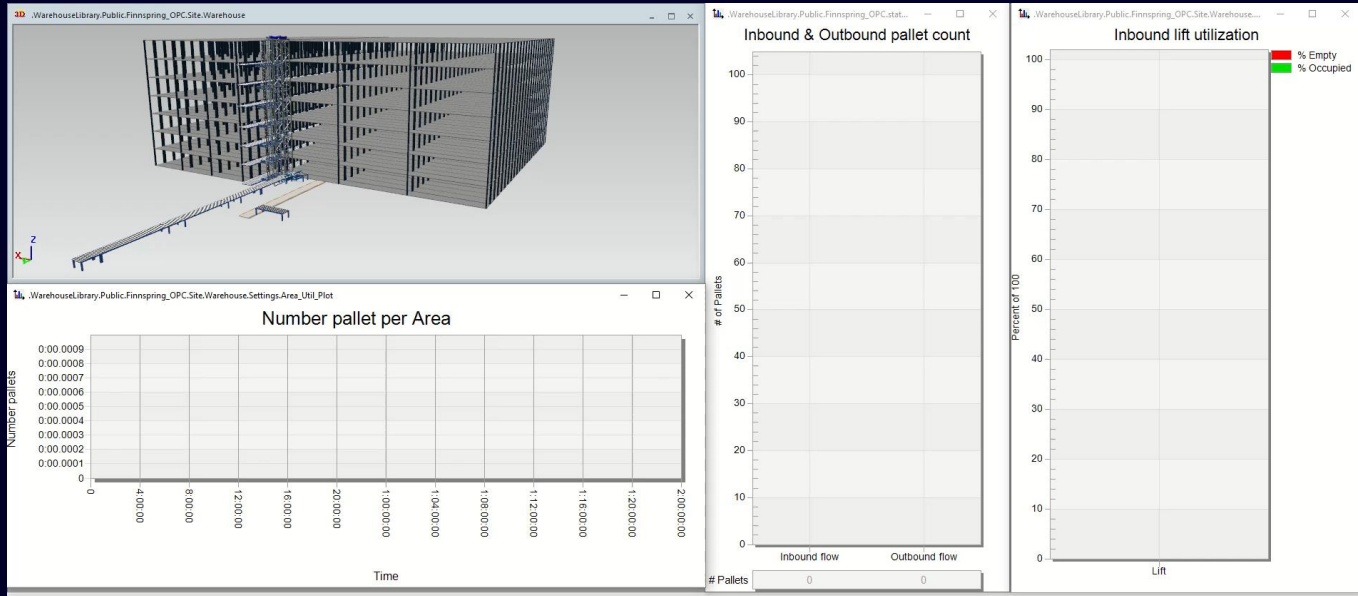 3D .WarehouseLibrary.Public.Finnspring_OPC.Site.Warehouse
Z
X
.WarehouseLibrary.Public.Finnspring_OPC.Site.Warehouse.Settings.Area_Util_Plot
Number pallet per Area
Number pallets
0:00.0009
0:00.0008
0:00.0007
0:00.0006
0:00.0005
0:00.0004
0:00.0003
0:00.0002
0:00.0001
0
0 4:00:00 8:00:00 12:00:00 16:00:00 20:00:00 1:00:00:00 1:04:00:00 1:08:00:00 1:12:00:00 1:16:00:00 1:20:00:00 2:00:00:00
Time
.WarehouseLibrary.Public.Finnspring_OPC.stat...
Inbound & Outbound pallet count
# of Pallets
100
90
80
70
60
50
40
30
20
10
0
Inbound flow Outbound flow
# Pallets 0 0
.WarehouseLibrary.Public.Finnspring_OPC.Site.Warehouse....
Inbound lift utilization
% Empty
% Occupied
Percent of 100
100
90
80
70
60
50
40
30
20
10
0
Lift